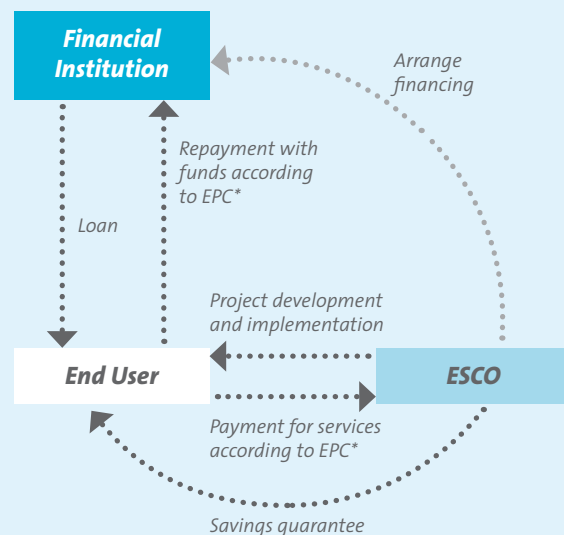 Financial
Institution
Arrange
financing
Repayment with
funds according
to EPC*
Loan
Project development
and implementation
End User
ESCO
Payment for services
according to EPC*
Savings guarantee